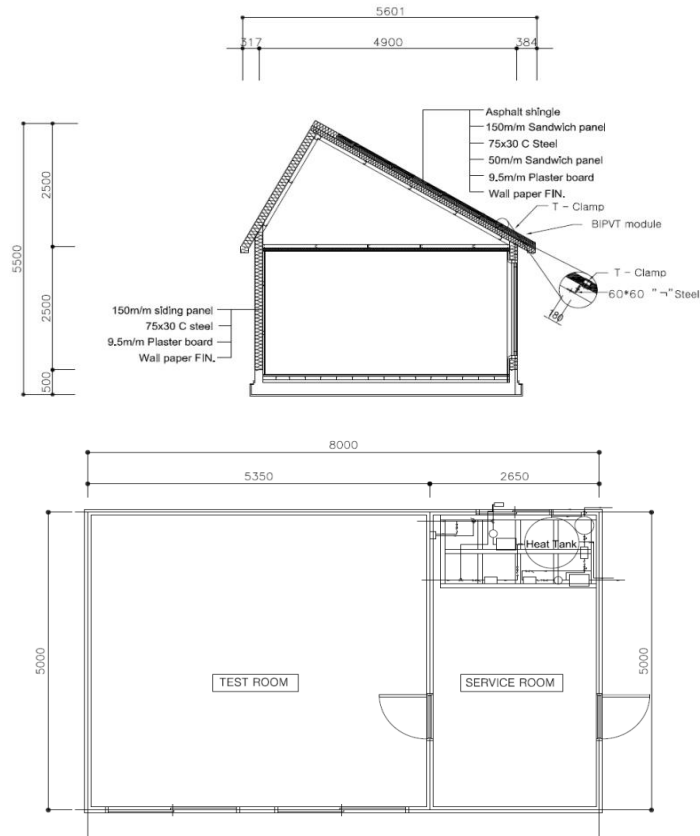 5601
317
4900
384
Asphalt shingle
150m/m Sandwich panel
75x30 C Steel
50m/m Sandwich panel
9.5m/m Plaster board
Wall paper FIN.
T - Clamp
BIPVT module
T - Clamp
60*60 "ㄱ" Steel
180
5500
2500
2500
500
150m/m siding panel
75x30 C steel
9.5m/m Plaster board
Wall paper FIN.
8000
5350
2650
Heat Tank
5000
5000
TEST ROOM
SERVICE ROOM